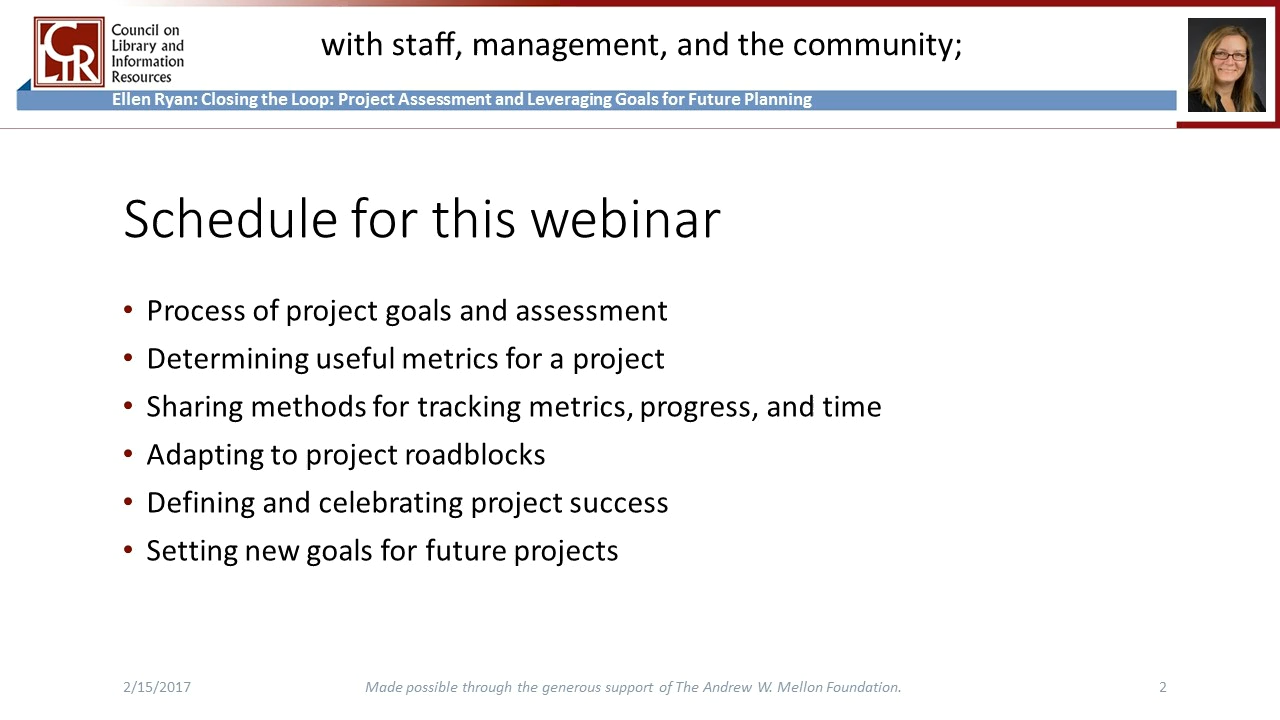 CLIR
Council on
Library and
Information
Resources
with staff, management, and the community;
Ellen Ryan: Closing the Loop: Project Assessment and Leveraging Goals for Future Planning
Schedule for this webinar
• Process of project goals and assessment
• Determining useful metrics for a project
• Sharing methods for tracking metrics, progress, and time
• Adapting to project roadblocks
• Defining and celebrating project success
• Setting new goals for future projects
2/15/2017
Made possible through the generous support of The Andrew W. Mellon Foundation.
2